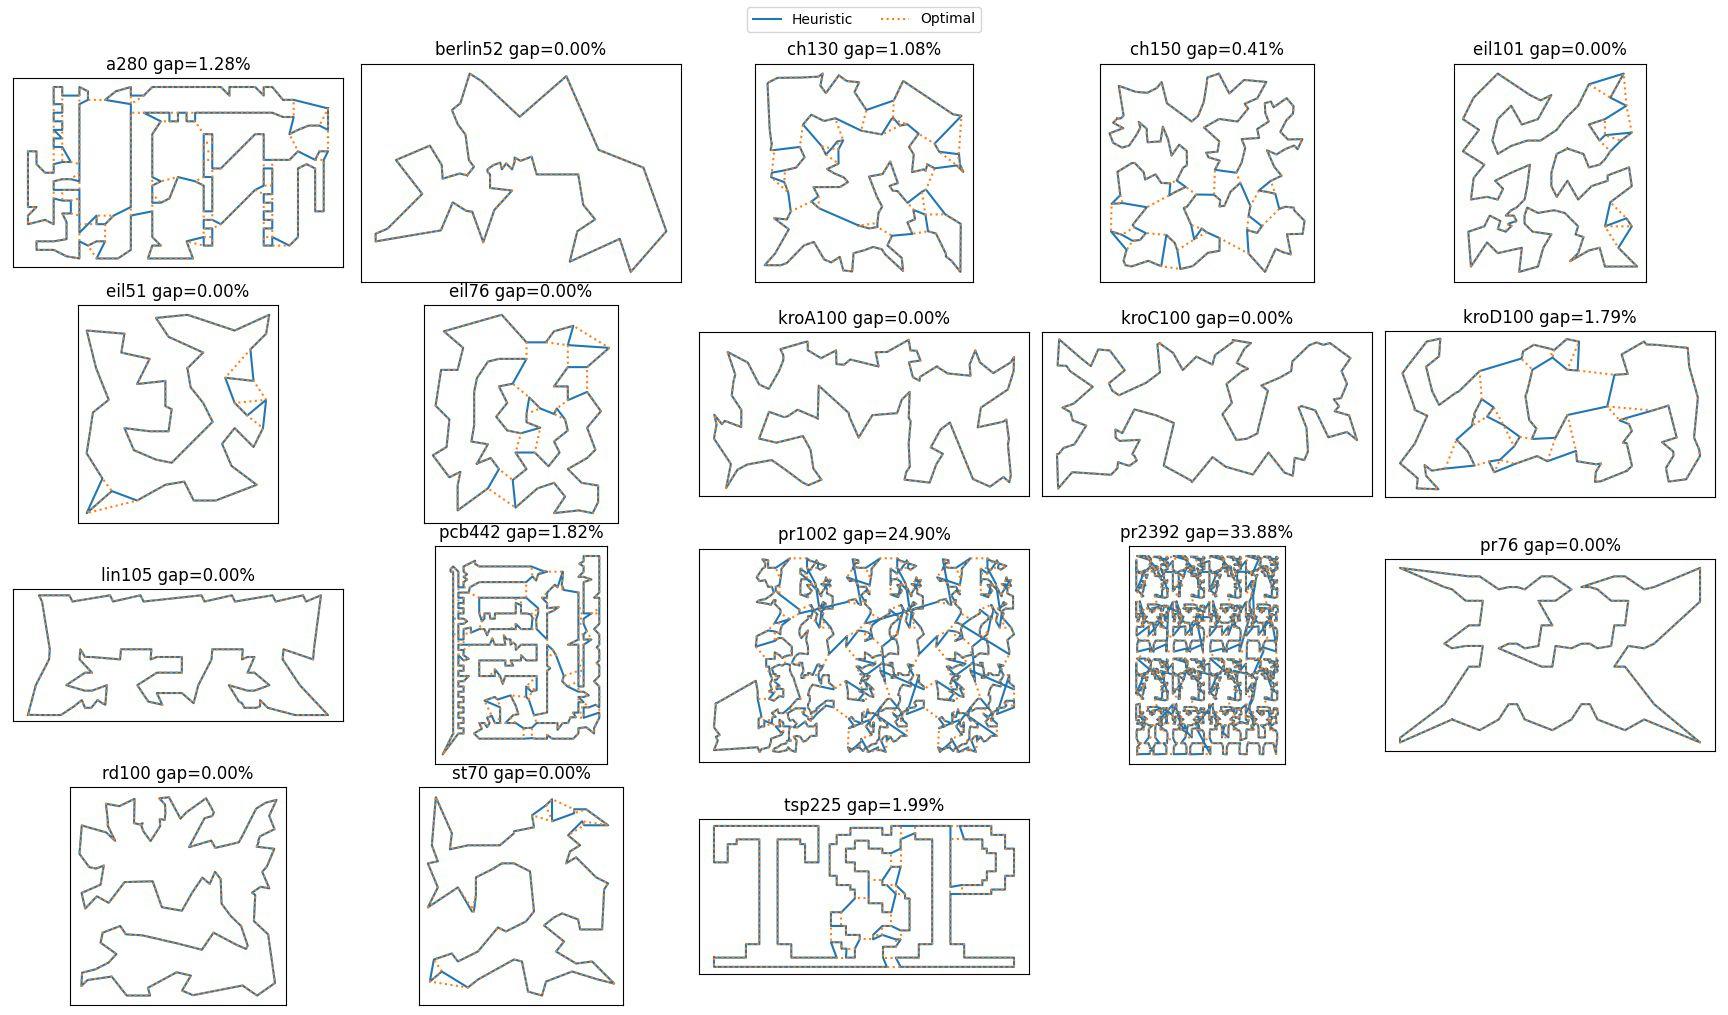 Heuristic
Optimal
a280 gap=1.28%
berlin52 gap=0.00%
ch130 gap=1.08%
ch150 gap=0.41%
eil101 gap=0.00%
eil51 gap=0.00%
eil76 gap=0.00%
kroA100 gap=0.00%
kroC100 gap=0.00%
kroD100 gap=1.79%
lin105 gap=0.00%
pcb442 gap=1.82%
pr1002 gap=24.90%
pr2392 gap=33.88%
pr76 gap=0.00%
rd100 gap=0.00%
st70 gap=0.00%
tsp225 gap=1.99%